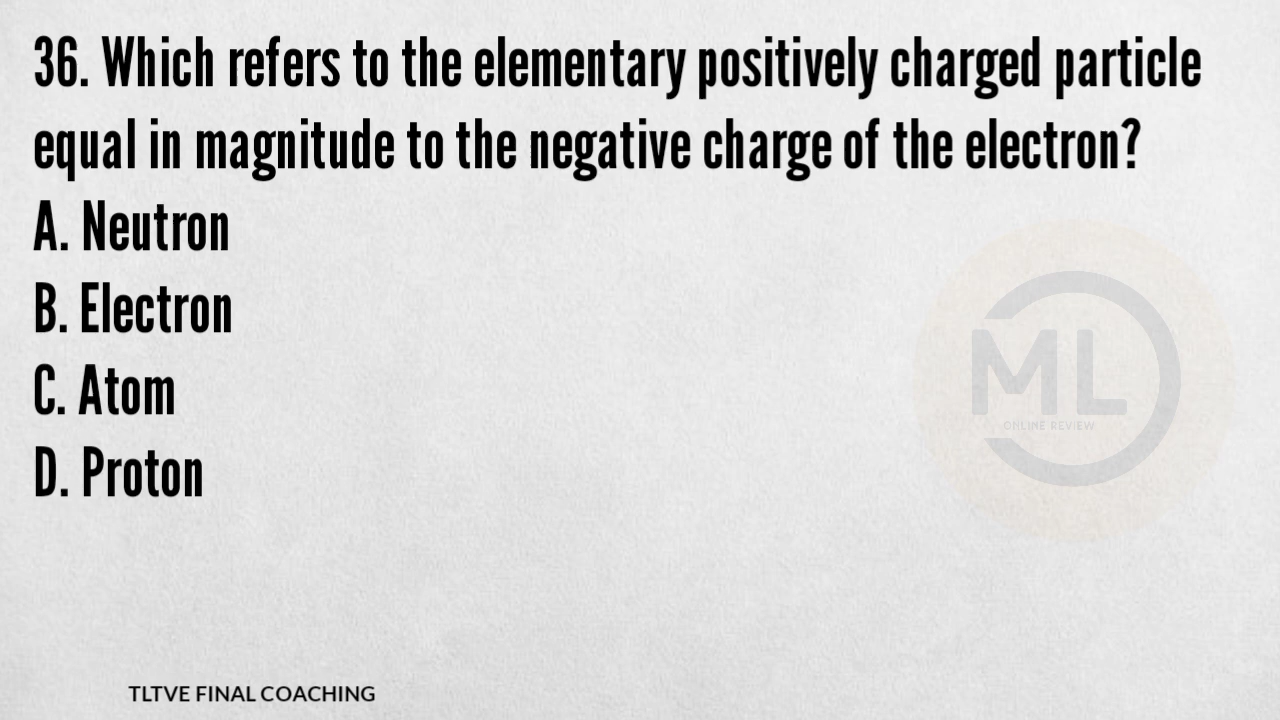 36. Which refers to the elementary positively charged particle
equal in magnitude to the negative charge of the electron?
A. Neutron
B. Electron
C. Atom
D. Proton
ML
ONLINE REVIEW
TLTVE FINAL COACHING